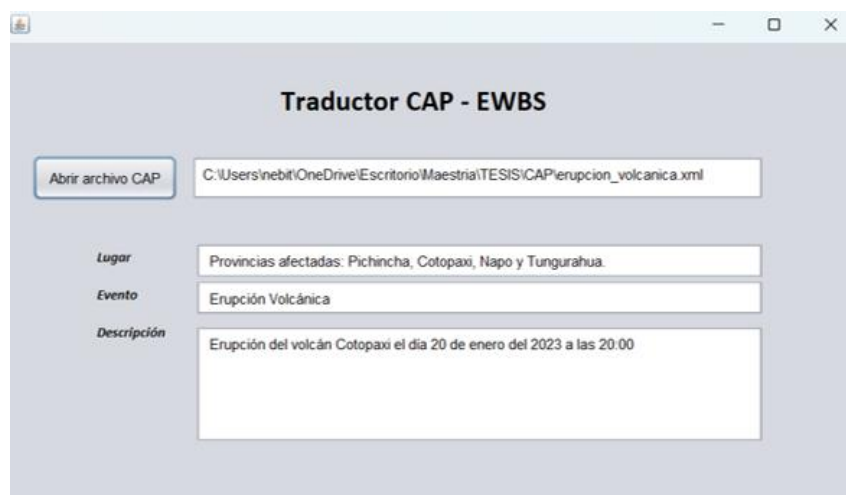 Traductor CAP - EWBS
Abrir archivo CAP
C:\Users\nebit\OneDrive\Escritorio\Maestria\TESIS\CAP\erupcion_volcanica.xml
Lugar
Provincias afectadas: Pichincha, Cotopaxi, Napo y Tungurahua.
Evento
Erupción Volcánica
Descripción
Erupción del volcán Cotopaxi el día 20 de enero del 2023 a las 20:00